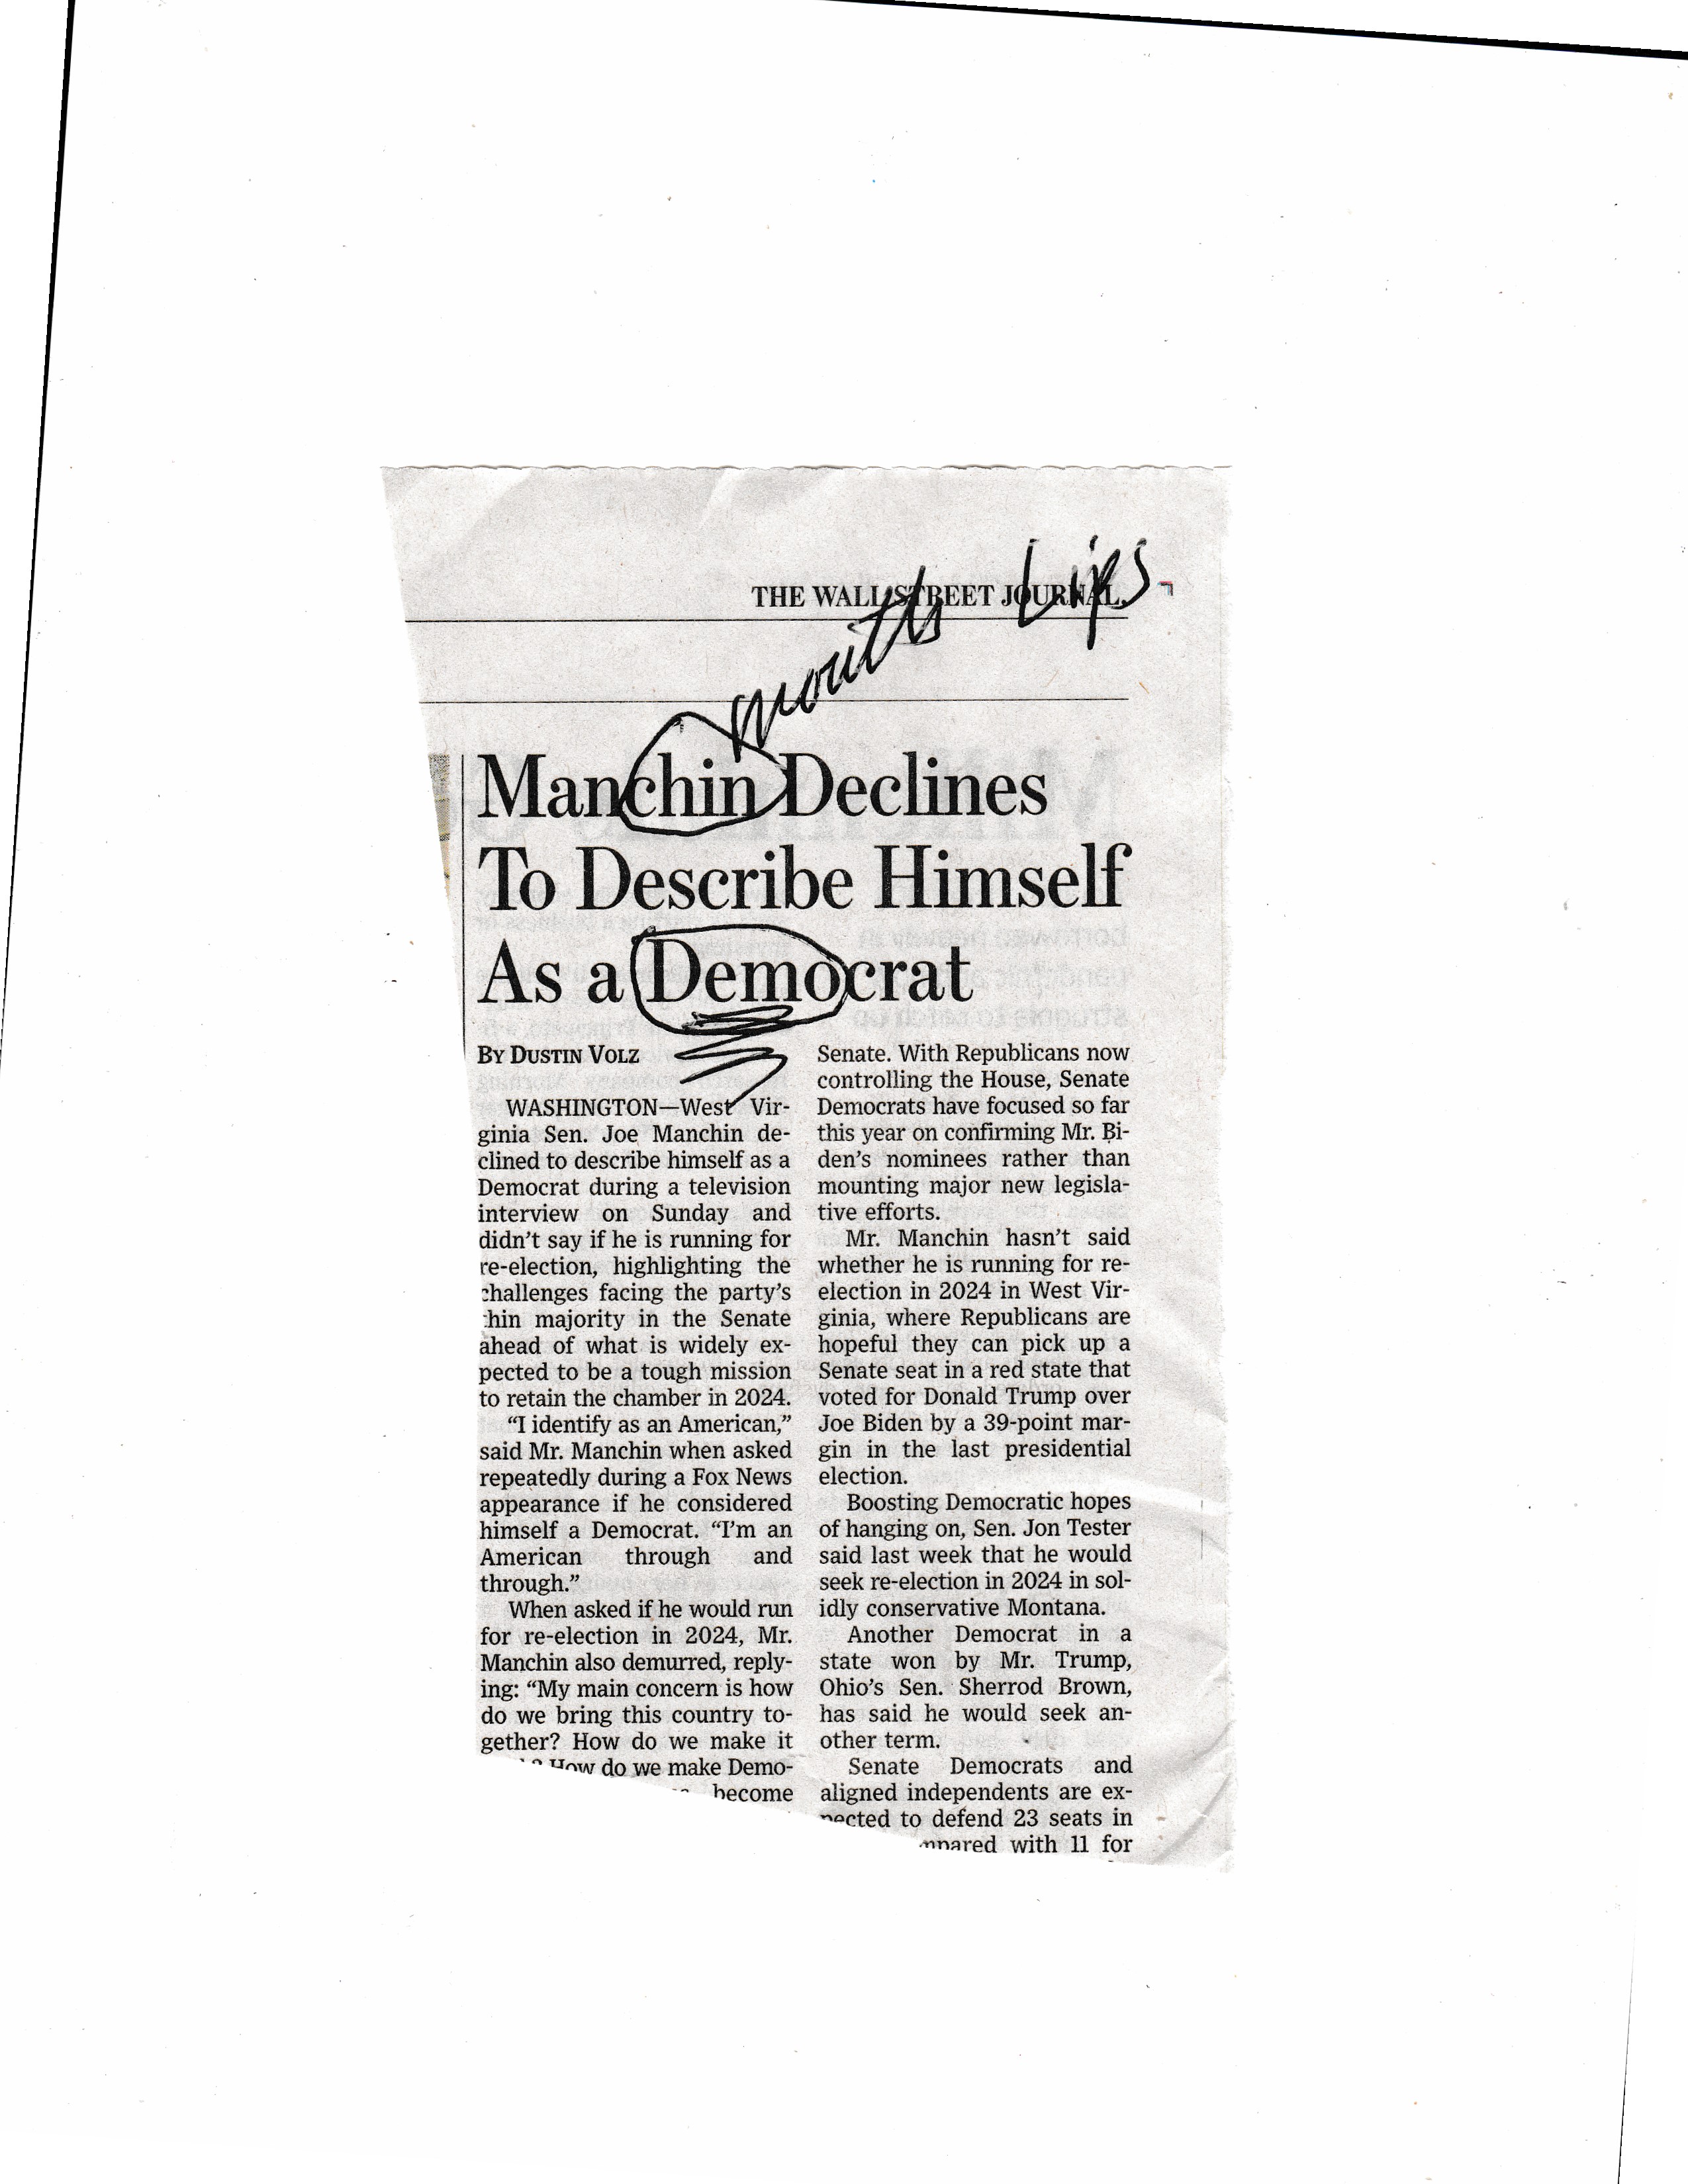 Lips
THE WALL STREET JOURNAL.
mouth
Manchin Declines
To Describe Himself
As a Democrat
BY DUSTIN VOLZ
WASHINGTON—West Vir-
ginia Sen. Joe Manchin de-
clined to describe himself as a
Democrat during a television
interview on Sunday and
didn't say if he is running for
re-election, highlighting the
challenges facing the party's
thin majority in the Senate
ahead of what is widely ex-
pected to be a tough mission
to retain the chamber in 2024.
"I identify as an American,"
said Mr. Manchin when asked
repeatedly during a Fox News
appearance if he considered
himself a Democrat. "I'm an
American through and
through."
When asked if he would run
for re-election in 2024, Mr.
Manchin also demurred, reply-
ing: "My main concern is how
do we bring this country to-
gether? How do we make it
? How do we make Demo-
become
Senate. With Republicans now
controlling the House, Senate
Democrats have focused so far
this year on confirming Mr. Bi-
den's nominees rather than
mounting major new legisla-
tive efforts.
Mr. Manchin hasn't said
whether he is running for re-
election in 2024 in West Vir-
ginia, where Republicans are
hopeful they can pick up a
Senate seat in a red state that
voted for Donald Trump over
Joe Biden by a 39-point mar-
gin in the last presidential
election.
Boosting Democratic hopes
of hanging on, Sen. Jon Tester
said last week that he would
seek re-election in 2024 in sol-
idly conservative Montana.
Another Democrat in a
state won by Mr. Trump,
Ohio's Sen. Sherrod Brown,
has said he would seek an-
other term.
Senate Democrats and
aligned independents are ex-
pected to defend 23 seats in
mpared with 11 for